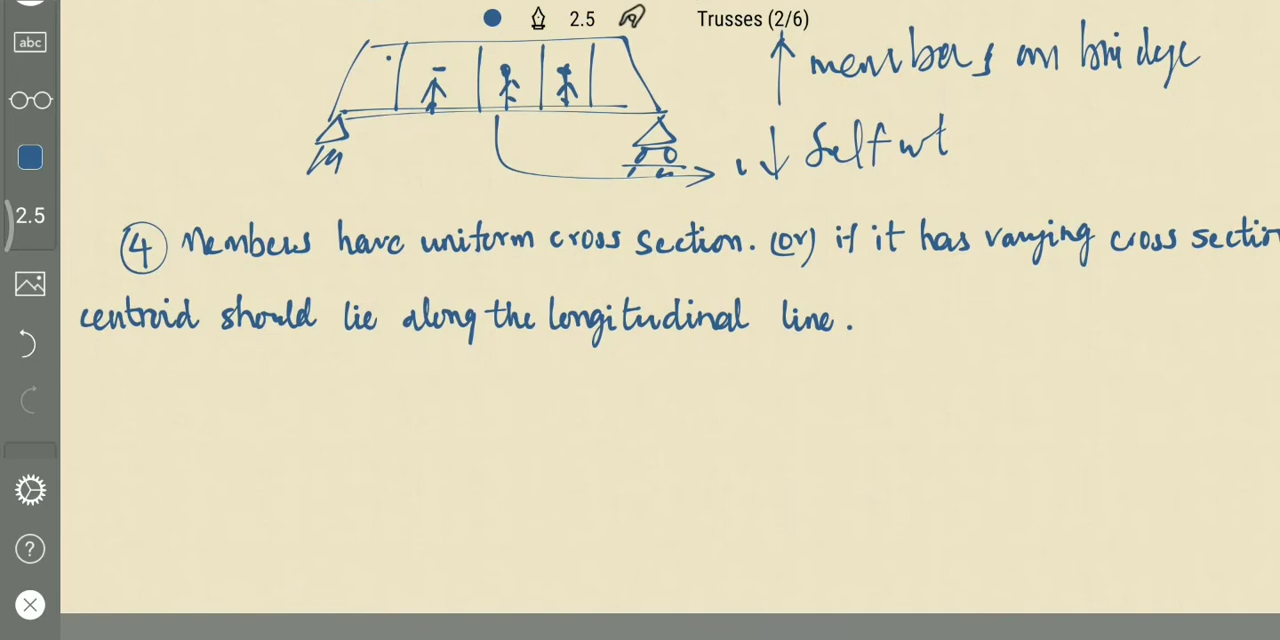 abc
2.5
Trusses (2/6)
members on bridge
Self wt
2.5
4 Members have uniform cross section. (or) if it has varying cross section
centroid should lie along the longitudinal line.
?